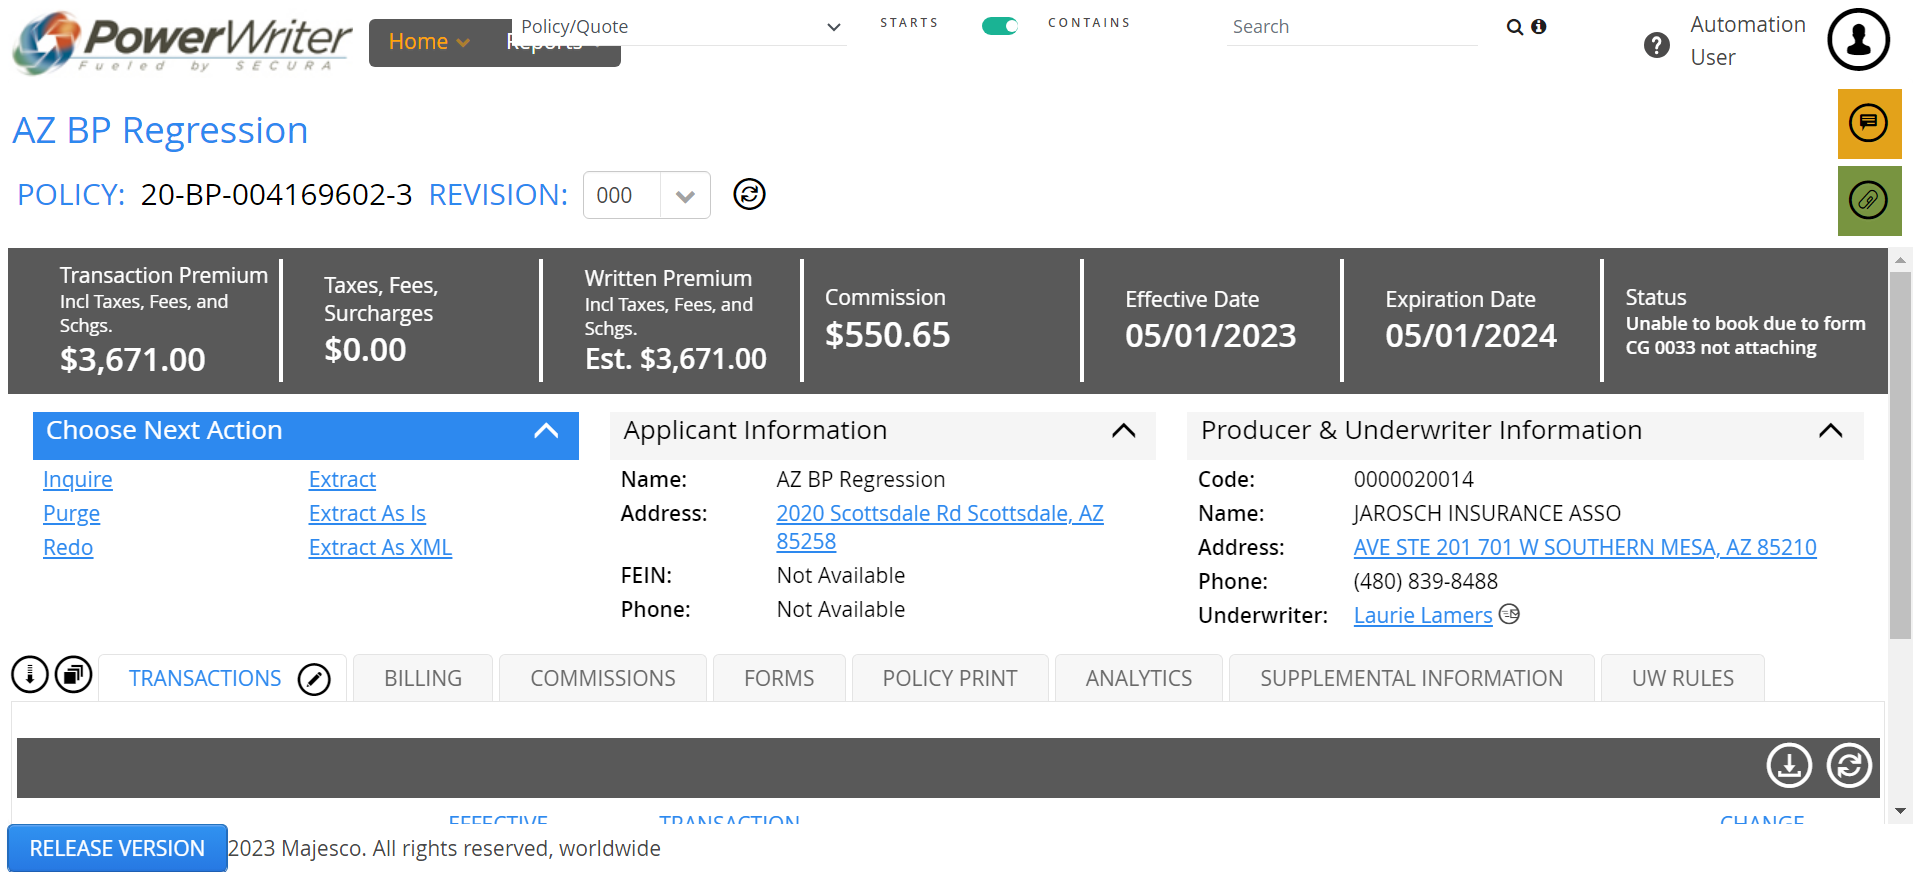 PowerWriter
Fueled by SECURA
Home
Reports
Policy/Quote
STARTS
CONTAINS
Search
Automation
User
AZ BP Regression
POLICY: 20-BP-004169602-3 REVISION: 000
Transaction Premium
Incl Taxes, Fees, and
Schgs.
$3,671.00
Taxes, Fees,
Surcharges
$0.00
Written Premium
Incl Taxes, Fees, and
Schgs.
Est. $3,671.00
Commission
$550.65
Effective Date
05/01/2023
Expiration Date
05/01/2024
Status
Unable to book due to form
CG 0033 not attaching
Choose Next Action
Inquire
Purge
Redo
Extract
Extract As Is
Extract As XML
Applicant Information
Name: AZ BP Regression
Address: 2020 Scottsdale Rd Scottsdale, AZ
85258
FEIN: Not Available
Phone: Not Available
Producer & Underwriter Information
Code: 0000020014
Name: JAROSCH INSURANCE ASSO
Address: AVE STE 201 701 W SOUTHERN MESA, AZ 85210
Phone: (480) 839-8488
Underwriter: Laurie Lamers
TRANSACTIONS
BILLING
COMMISSIONS
FORMS
POLICY PRINT
ANALYTICS
SUPPLEMENTAL INFORMATION
UW RULES
EFFECTIVE
TRANSACTION
CHANGE
RELEASE VERSION
2023 Majesco. All rights reserved, worldwide